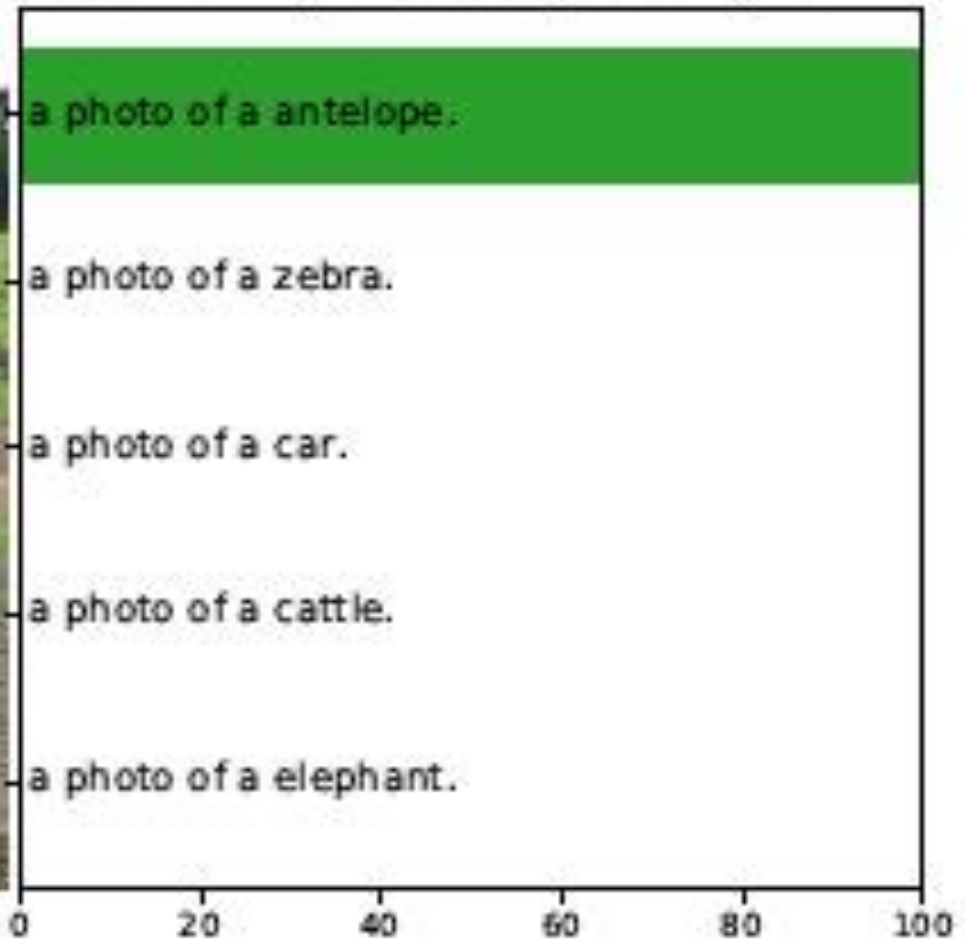 a photo of a antelope.
a photo of a zebra.
a photo of a car.
a photo of a cattle.
a photo of a elephant.
0 20 40 60 80 100